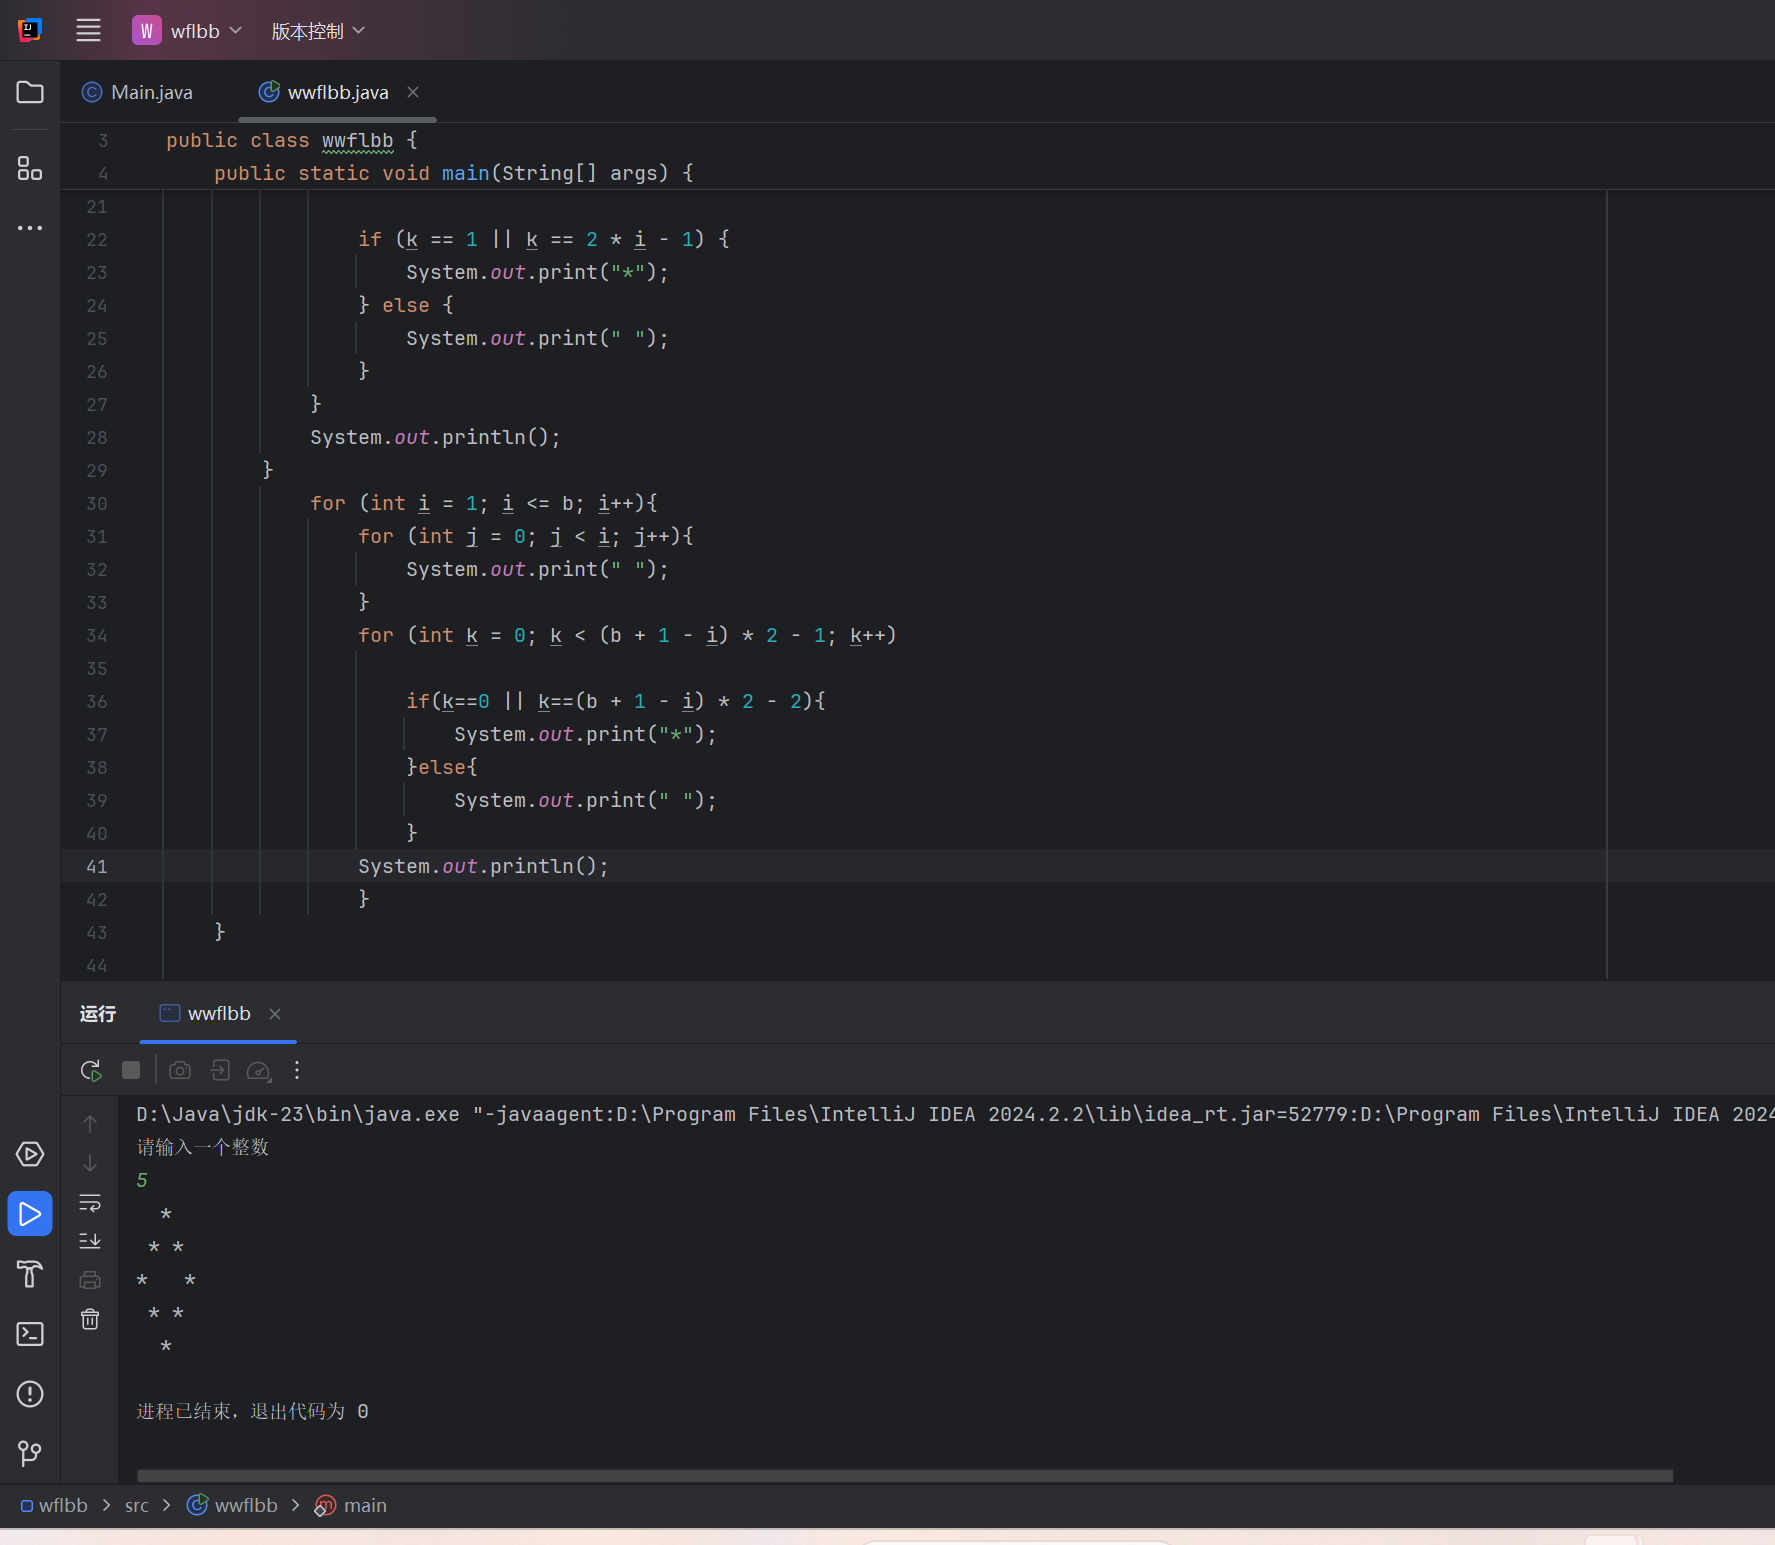 W wflbb 版本控制
Main.java wwflbb.java
3 public class wwflbb {
4 public static void main(String[] args) {
21
22 if (k == 1 || k == 2 * i - 1) {
23 System.out.print("*");
24 } else {
25 System.out.print(" ");
26 }
27 }
28 System.out.println();
29 }
30 for (int i = 1; i <= b; i++){
31 for (int j = 0; j < i; j++){
32 System.out.print(" ");
33 }
34 for (int k = 0; k < (b + 1 - i) * 2 - 1; k++)
35
36 if(k==0 || k==(b + 1 - i) * 2 - 2){
37 System.out.print("*");
38 }else{
39 System.out.print(" ");
40 }
41 System.out.println();
42 }
43 }
44
运行 wwflbb
D:\Java\jdk-23\bin\java.exe "-javaagent:D:\Program Files\IntelliJ IDEA 2024.2.2\lib\idea_rt.jar=52779:D:\Program Files\IntelliJ IDEA 2024
请输入一个整数
5
  *
 * *
*   *
 * *
  *
进程已结束，退出代码为 0
wflbb > src > wwflbb > main